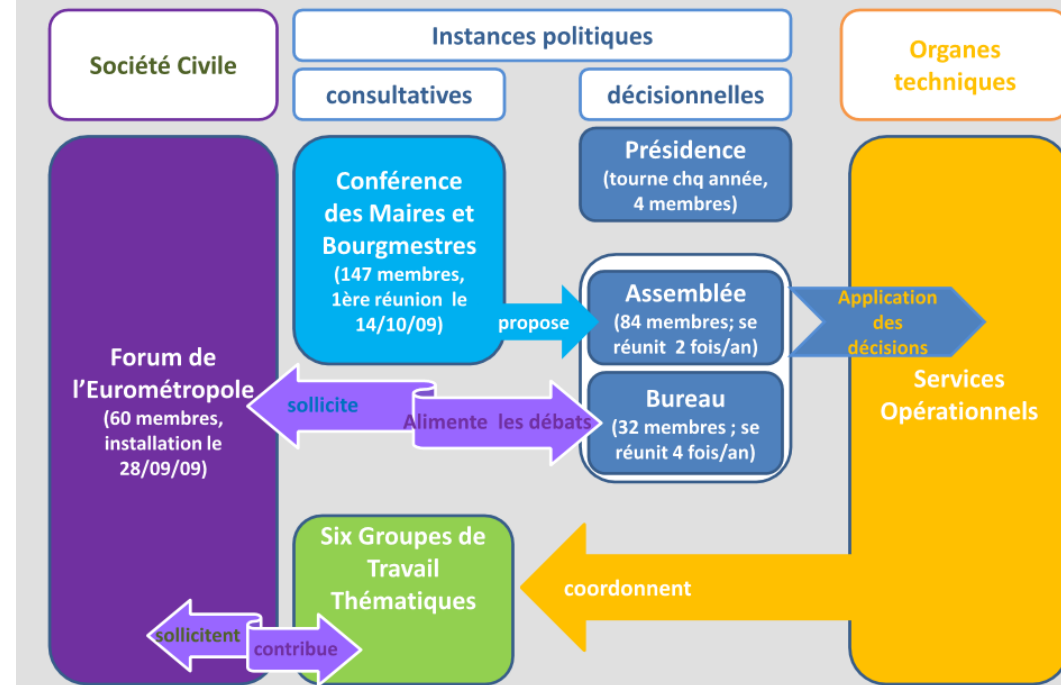 Société Civile
Instances politiques
consultatives
décisionnelles
Organes
techniques
Forum de
l'Eurométropole
(60 membres,
installation le
28/09/09)
Conférence
des Maires et
Bourgmestres
(147 membres,
1ère réunion le
14/10/09)
propose
Présidence
(tourne chq année,
4 membres)
Assemblée
(84 membres; se
réunit 2 fois/an)
Bureau
(32 membres ; se
réunit 4 fois/an)
Application
des
décisions
Services
Opérationnels
sollicite
Alimente les débats
Six Groupes de
Travail
Thématiques
coordonnent
sollicitent
contribue